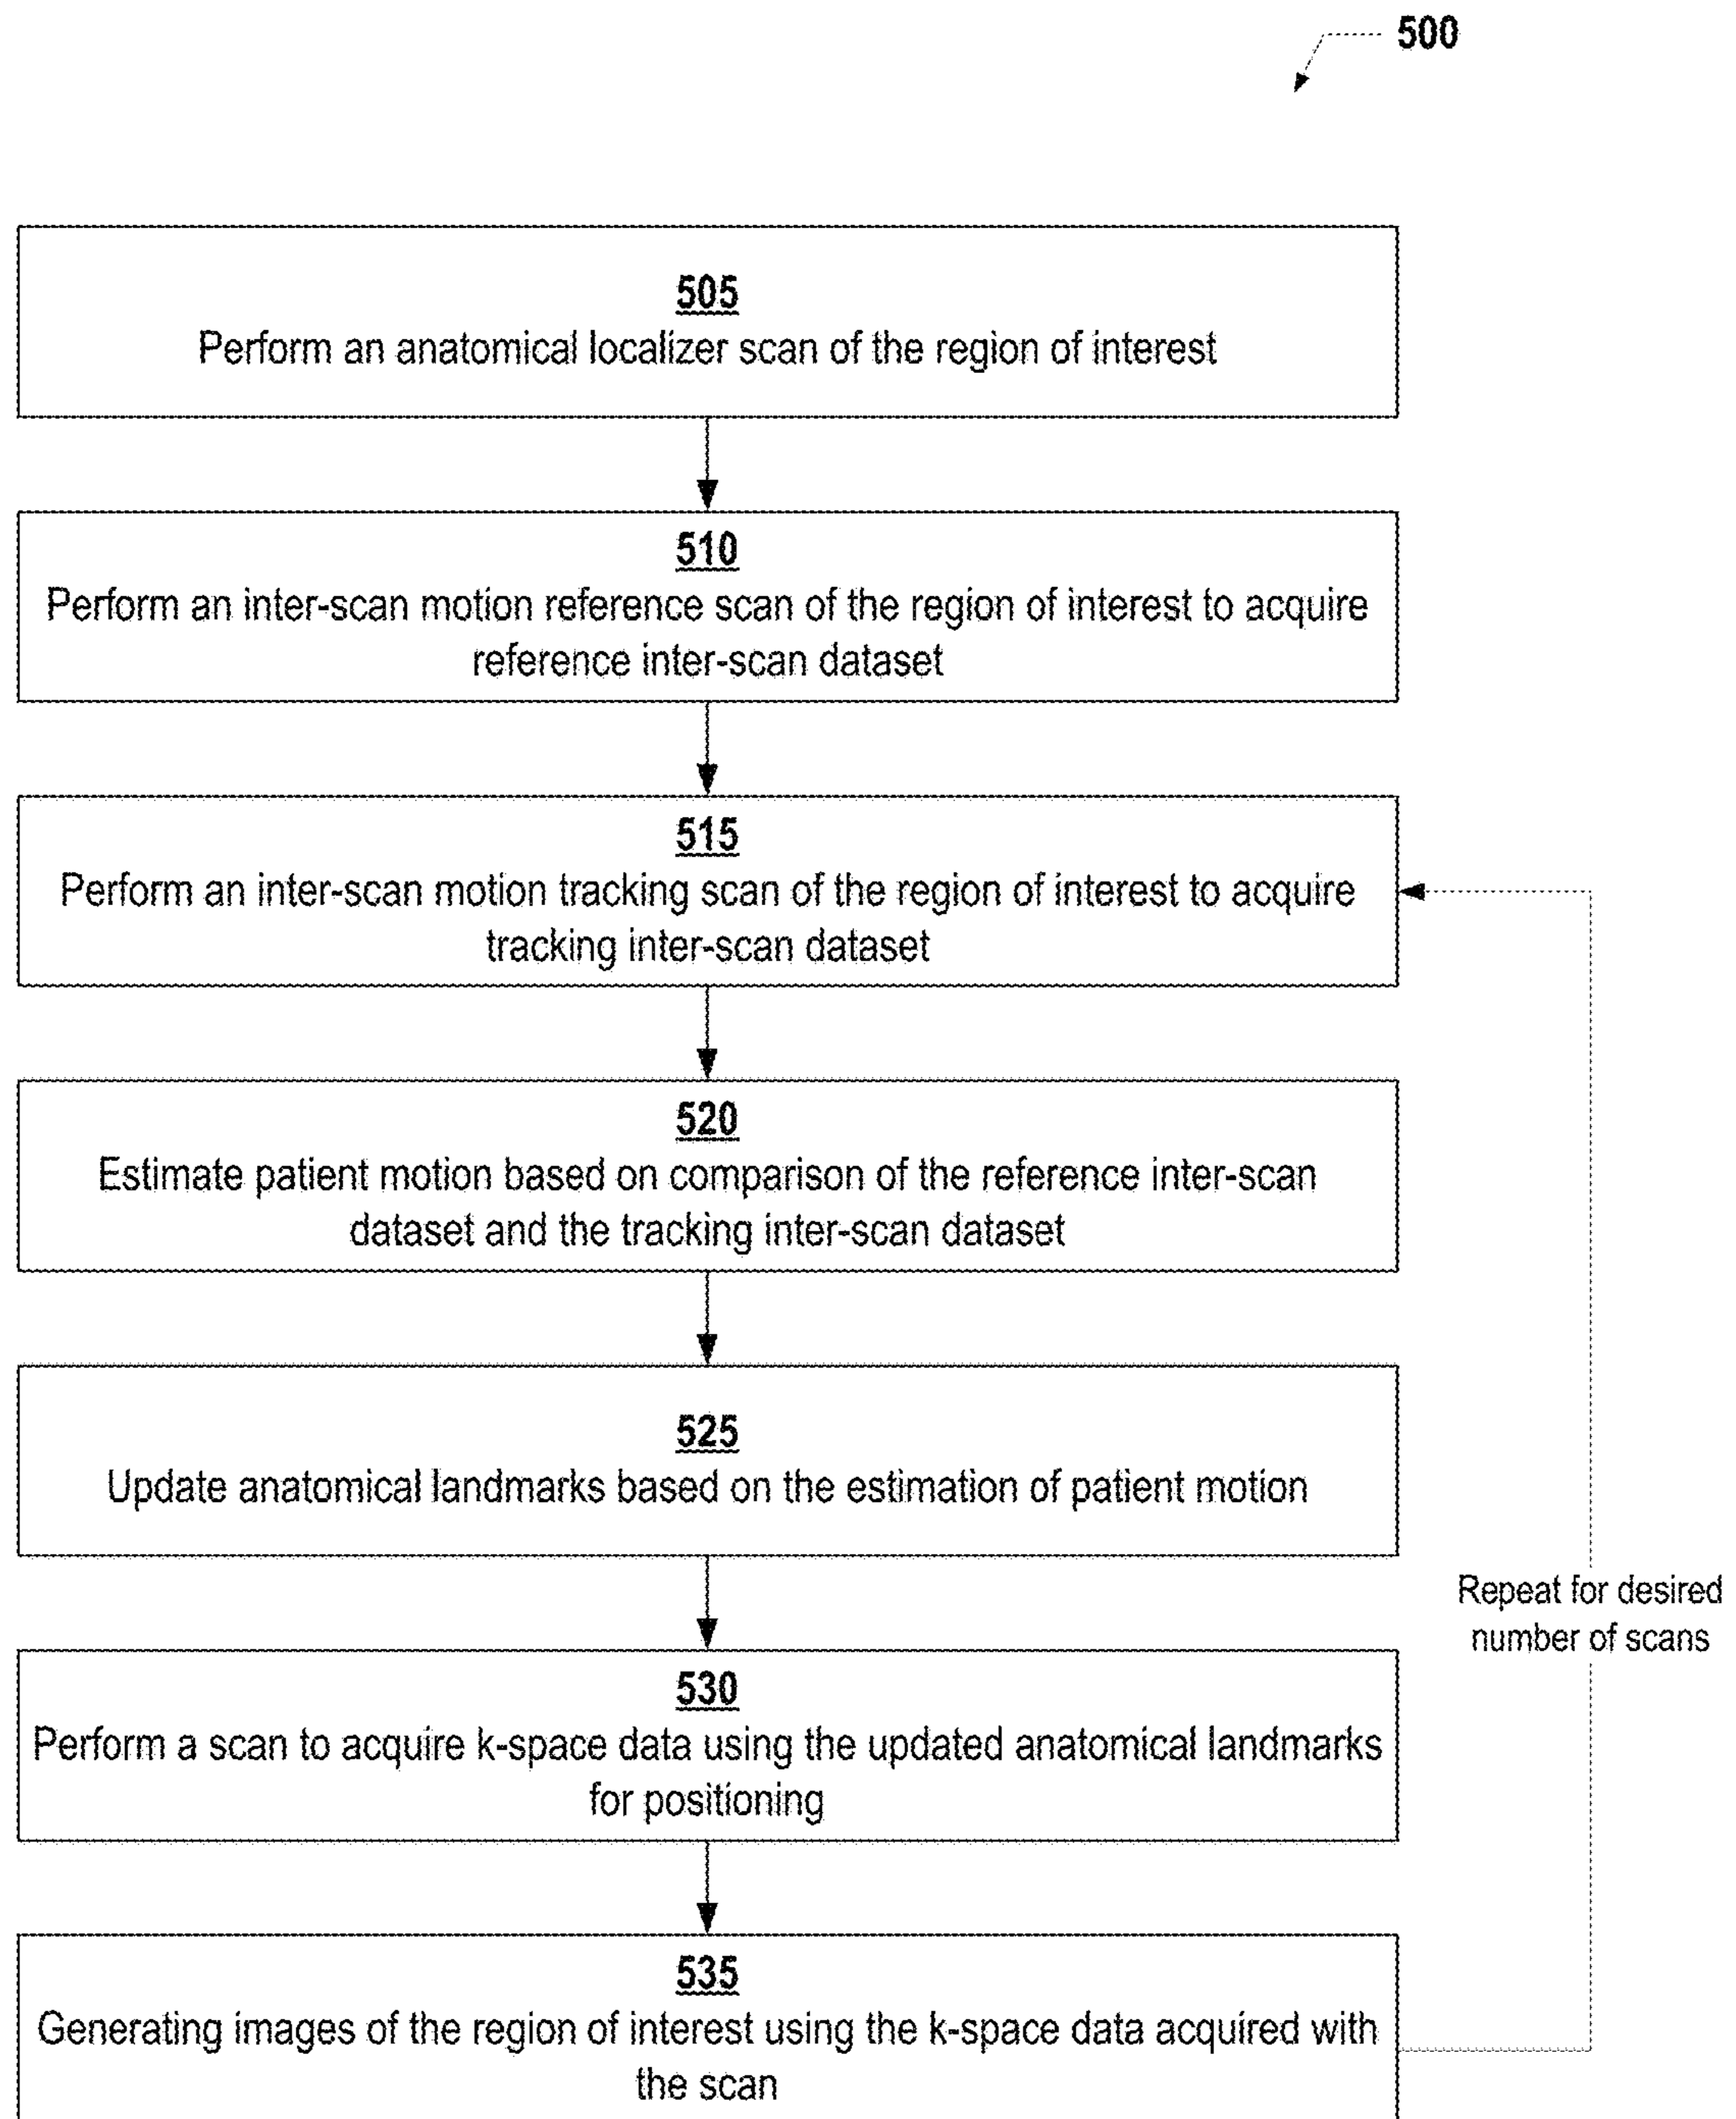 500
505
Perform an anatomical localizer scan of the region of interest
510
Perform an inter-scan motion reference scan of the region of interest to acquire
reference inter-scan dataset
515
Perform an inter-scan motion tracking scan of the region of interest to acquire
tracking inter-scan dataset
520
Estimate patient motion based on comparison of the reference inter-scan
dataset and the tracking inter-scan dataset
525
Update anatomical landmarks based on the estimation of patient motion
Repeat for desired
number of scans
530
Perform a scan to acquire k-space data using the updated anatomical landmarks
for positioning
535
Generating images of the region of interest using the k-space data acquired with
the scan